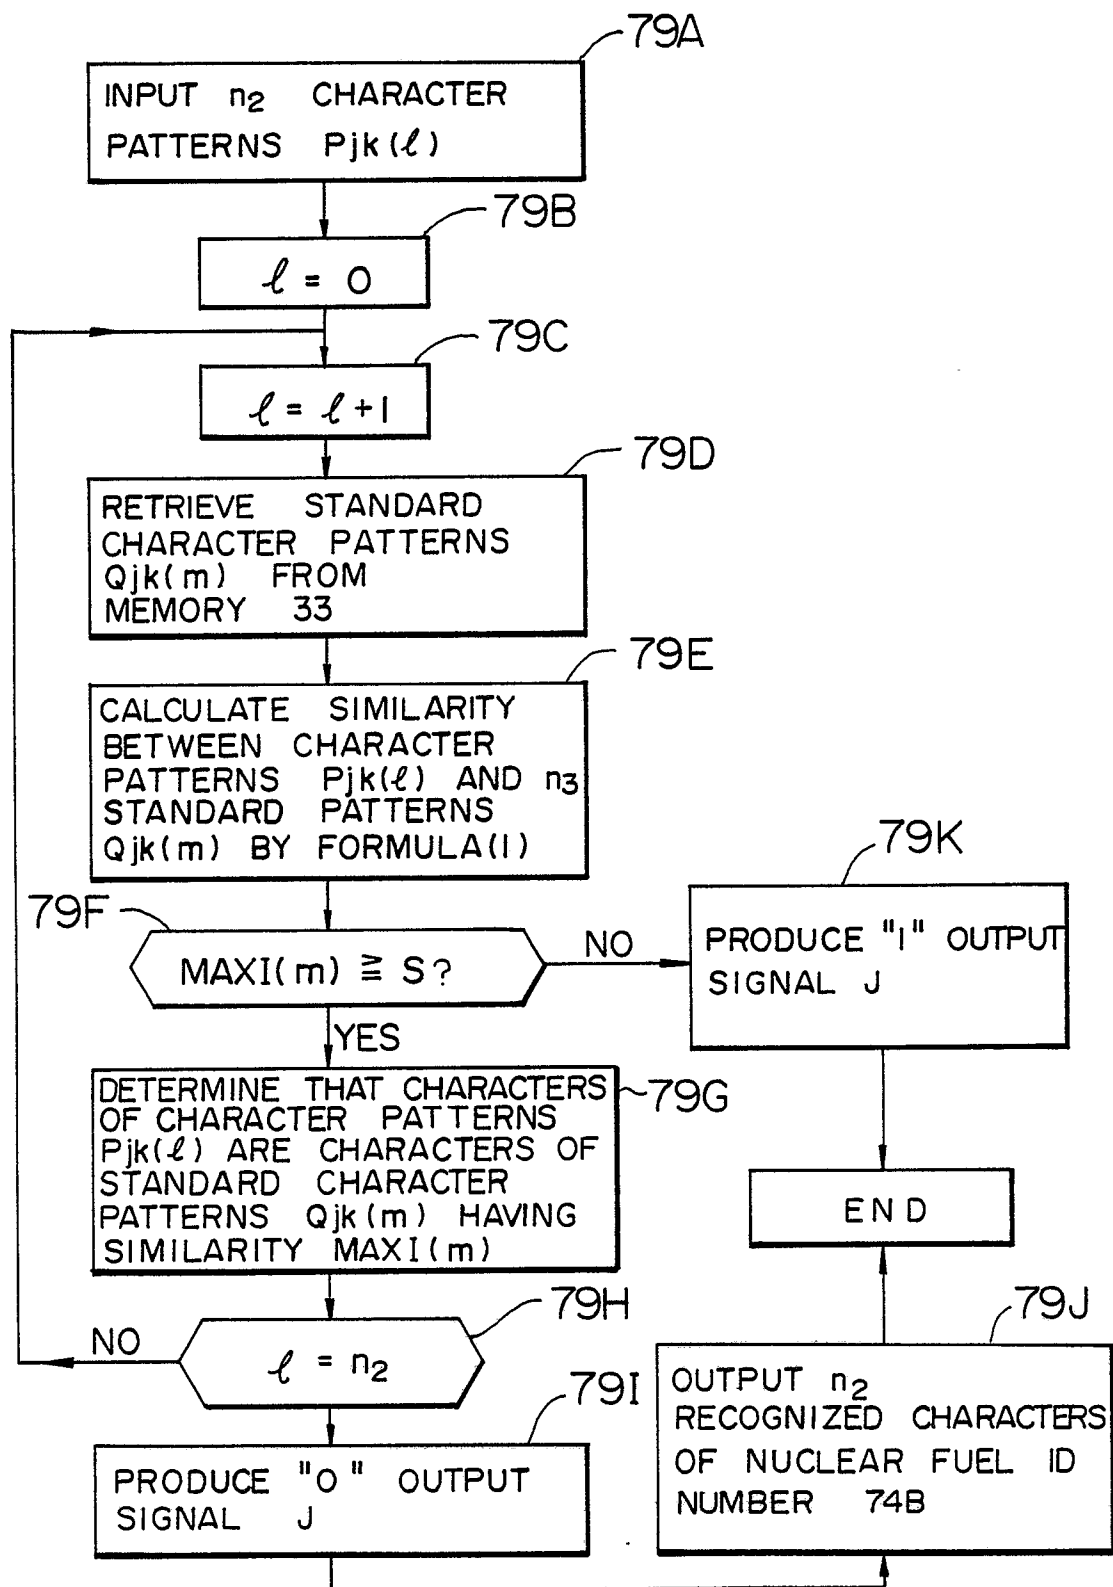 79A
INPUT n2 CHARACTER
PATTERNS Pjk(ℓ)
79B
ℓ = 0
79C
ℓ = ℓ+1
79D
RETRIEVE STANDARD
CHARACTER PATTERNS
Qjk(m) FROM
MEMORY 33
79E
CALCULATE SIMILARITY
BETWEEN CHARACTER
PATTERNS Pjk(ℓ) AND n3
STANDARD PATTERNS
Qjk(m) BY FORMULA(1)
79F
MAXI(m) ≧ S?
NO
YES
79K
PRODUCE "1" OUTPUT
SIGNAL J
79G
DETERMINE THAT CHARACTERS
OF CHARACTER PATTERNS
Pjk(ℓ) ARE CHARACTERS OF
STANDARD CHARACTER
PATTERNS Qjk(m) HAVING
SIMILARITY MAXI(m)
END
79H
NO
ℓ = n2
79I
PRODUCE "0" OUTPUT
SIGNAL J
79J
OUTPUT n2
RECOGNIZED CHARACTERS
OF NUCLEAR FUEL ID
NUMBER 74B